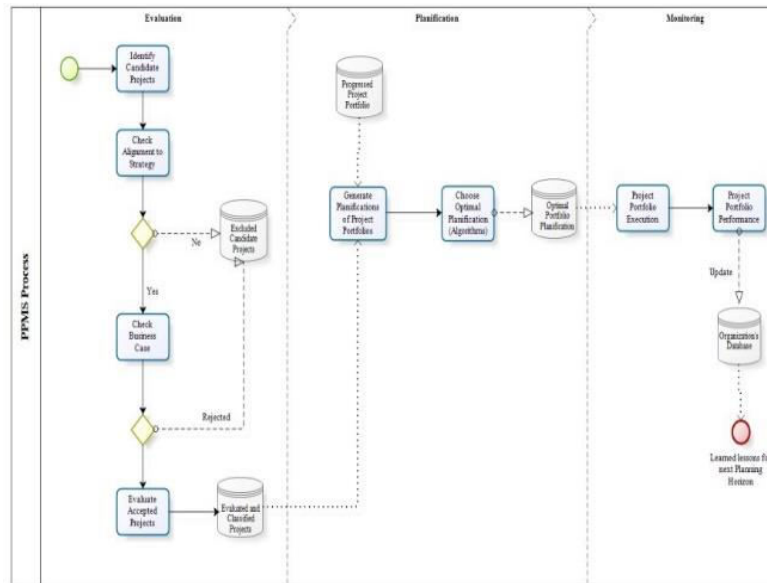 Evaluation
Planification
Monitoring
PPMS Process
Identify
Candidate
Projects
Check
Alignment to
Strategy
No
Excluded
Candidate
Projects
Yes
Check
Business
Case
Rejected
Evaluate
Accepted
Projects
Evaluated and
Classified
Projects
Progressed
Project
Portfolio
Generate
Planifications
of Project
Portfolios
Choose
Optimal
Planification
(Algorithms)
Optimal
Portfolio
Planification
Project
Portfolio
Execution
Project
Portfolio
Performance
Update
Organization's
Database
Learned lessons for
next Planning
Horizon